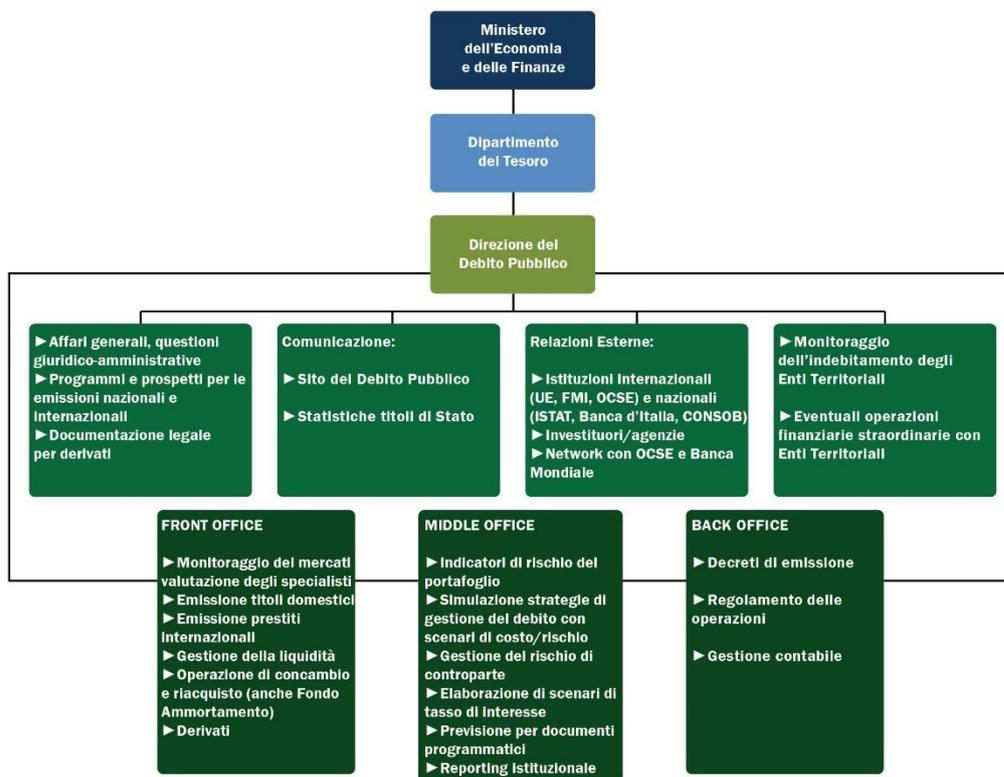 Ministero
dell'Economia
e delle Finanze
Dipartimento
del Tesoro
Direzione del
Debito Pubblico
►Affari generali, questioni
giuridico-amministrative
►Programmi e prospetti per le
emissioni nazionali e
internazionali
►Documentazione legale
per derivati
Comunicazione:
►Sito del Debito Pubblico
►Statistiche titoli di Stato
Relazioni Esterne:
►Istituzioni Internazionali
(UE, FMI, OCSE) e nazionali
(ISTAT, Banca d'Italia, CONSOB)
►Investituori/agenzie
►Network con OCSE e Banca
Mondiale
►Monitoraggio
dell'indebitamento degli
Enti Territoriali
►Eventuali operazioni
finanziarie straordinarie con
Enti Territoriali
FRONT OFFICE
►Monitoraggio dei mercati
valutazione degli specialisti
►Emissione titoli domestici
►Emissione prestiti
internazionali
►Gestione della liquidità
►Operazione di concambio
e riacquisto (anche Fondo
Ammortamento)
►Derivati
MIDDLE OFFICE
►Indicatori di rischio del
portafoglio
►Simulazione strategie di
gestione del debito con
scenari di costo/rischio
►Gestione del rischio di
controparte
►Elaborazione di scenari di
tasso di interesse
►Previsione per documenti
programmatici
►Reporting istituzionale
BACK OFFICE
►Decreti di emissione
►Regolamento delle
operazioni
►Gestione contabile